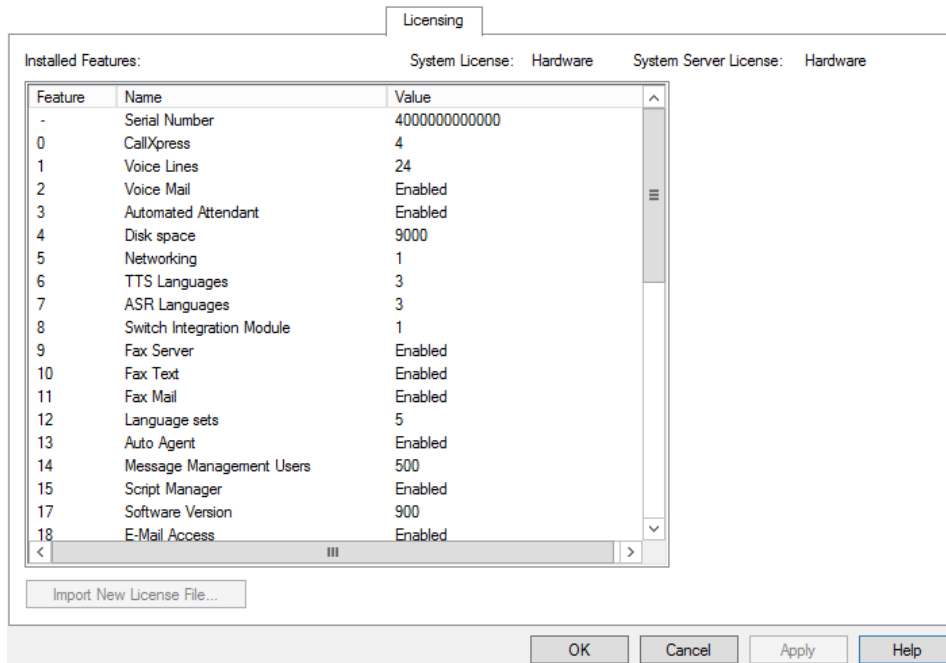 Licensing
Installed Features: System License: Hardware System Server License: Hardware
Feature Name Value
- Serial Number 4000000000000
0 CallXpress 4
1 Voice Lines 24
2 Voice Mail Enabled
3 Automated Attendant Enabled
4 Disk space 9000
5 Networking 1
6 TTS Languages 3
7 ASR Languages 3
8 Switch Integration Module 1
9 Fax Server Enabled
10 Fax Text Enabled
11 Fax Mail Enabled
12 Language sets 5
13 Auto Agent Enabled
14 Message Management Users 500
15 Script Manager Enabled
17 Software Version 900
18 E-Mail Access Enabled
Import New License File...
OK Cancel Apply Help